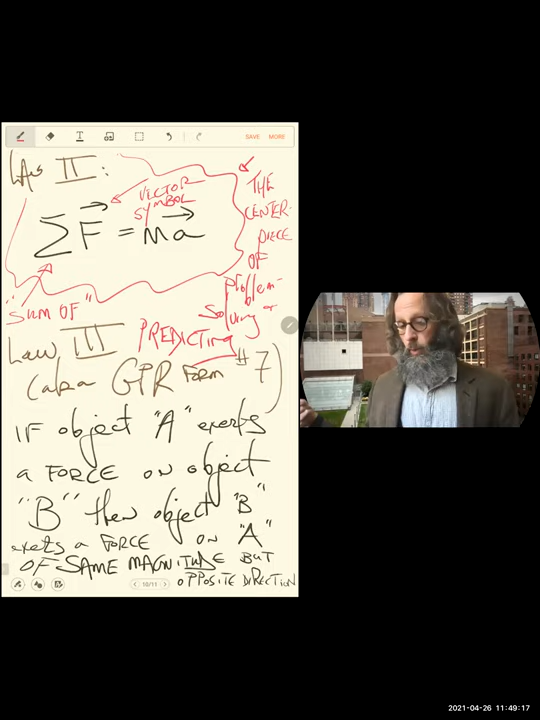 SAVE MORE
LAW II:
VECTOR
SYMBOL
THE
CENTER-
PIECE
OF
problem-
solving or
PREDICTING
∑F⃗ = ma⃗
"SUM OF"
Law III
(aka GPR FORM #7)
IF object "A" exerts
a FORCE ON object
"B" then object "B"
exerts a FORCE ON "A"
OF SAME MAGNITUDE BUT
OPPOSITE DIRECTION
10/11
2021-04-26 11:49:17